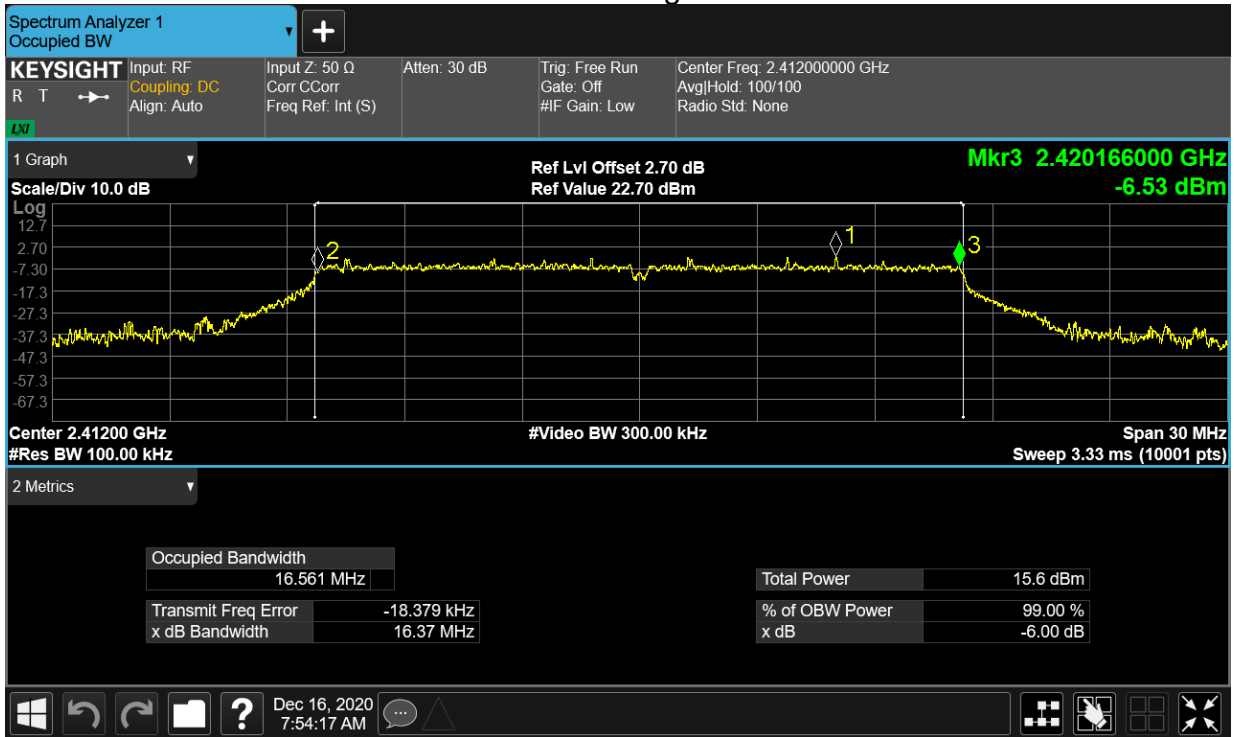 Spectrum Analyzer 1
Occupied BW
KEYSIGHT
R T
LXI
Input: RF
Coupling: DC
Align: Auto
Input Z: 50 Ω
Corr CCorr
Freq Ref: Int (S)
Atten: 30 dB
Trig: Free Run
Gate: Off
#IF Gain: Low
Center Freq: 2.412000000 GHz
Avg|Hold: 100/100
Radio Std: None
1 Graph
Scale/Div 10.0 dB
Ref Lvl Offset 2.70 dB
Ref Value 22.70 dBm
Mkr3 2.420166000 GHz
-6.53 dBm
Log
12.7
2.70
-7.30
-17.3
-27.3
-37.3
-47.3
-57.3
-67.3
2
1
3
Center 2.41200 GHz
#Res BW 100.00 kHz
#Video BW 300.00 kHz
Span 30 MHz
Sweep 3.33 ms (10001 pts)
2 Metrics
Occupied Bandwidth
16.561 MHz
Transmit Freq Error -18.379 kHz
x dB Bandwidth 16.37 MHz
Total Power 15.6 dBm
% of OBW Power 99.00 %
x dB -6.00 dB
?
Dec 16, 2020
7:54:17 AM